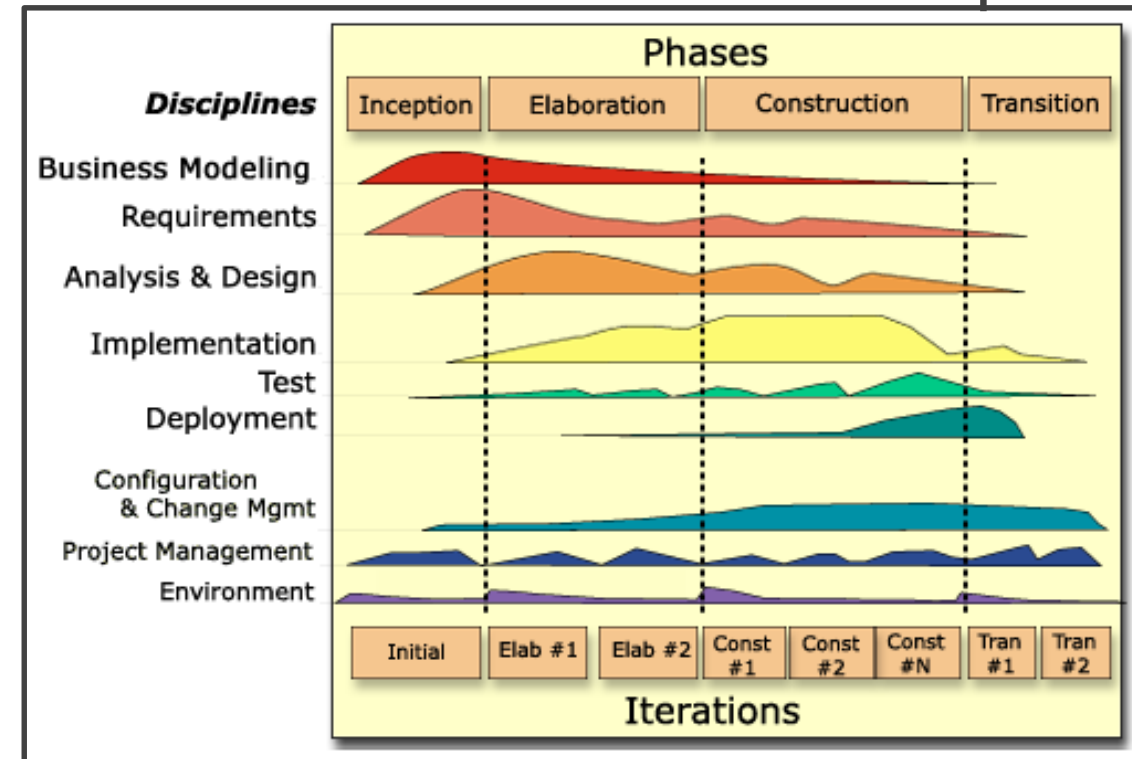 Phases
Disciplines
Inception
Elaboration
Construction
Transition
Business Modeling
Requirements
Analysis & Design
Implementation
Test
Deployment
Configuration
& Change Mgmt
Project Management
Environment
Initial
Elab #1
Elab #2
Const
#1
Const
#2
Const
#N
Tran
#1
Tran
#2
Iterations